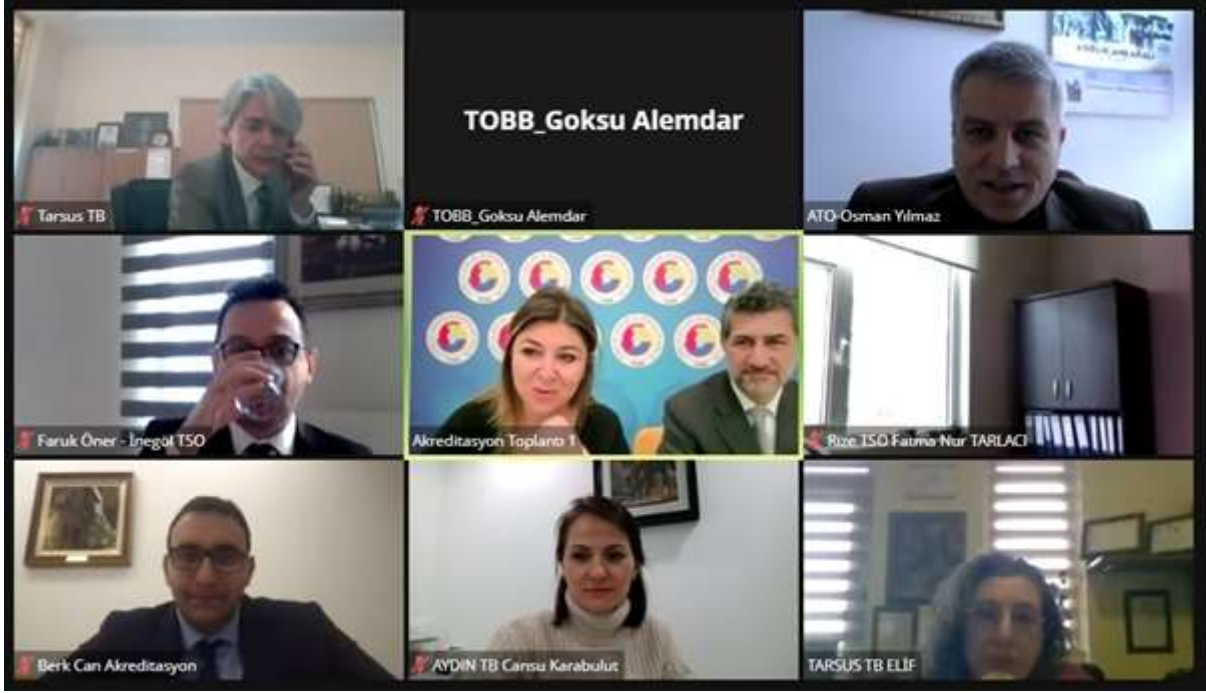 Tarsus TB
TOBB_Goksu Alemdar
TOBB_Goksu Alemdar
ATO-Osman Yılmaz
Faruk Öner - İnegöl TSO
Akreditasyon Toplantı 1
Rize TSO Fatma Nur TARLACI
Berk Can Akreditasyon
AYDIN TB Cansu Karabulut
TARSUS TB ELİF